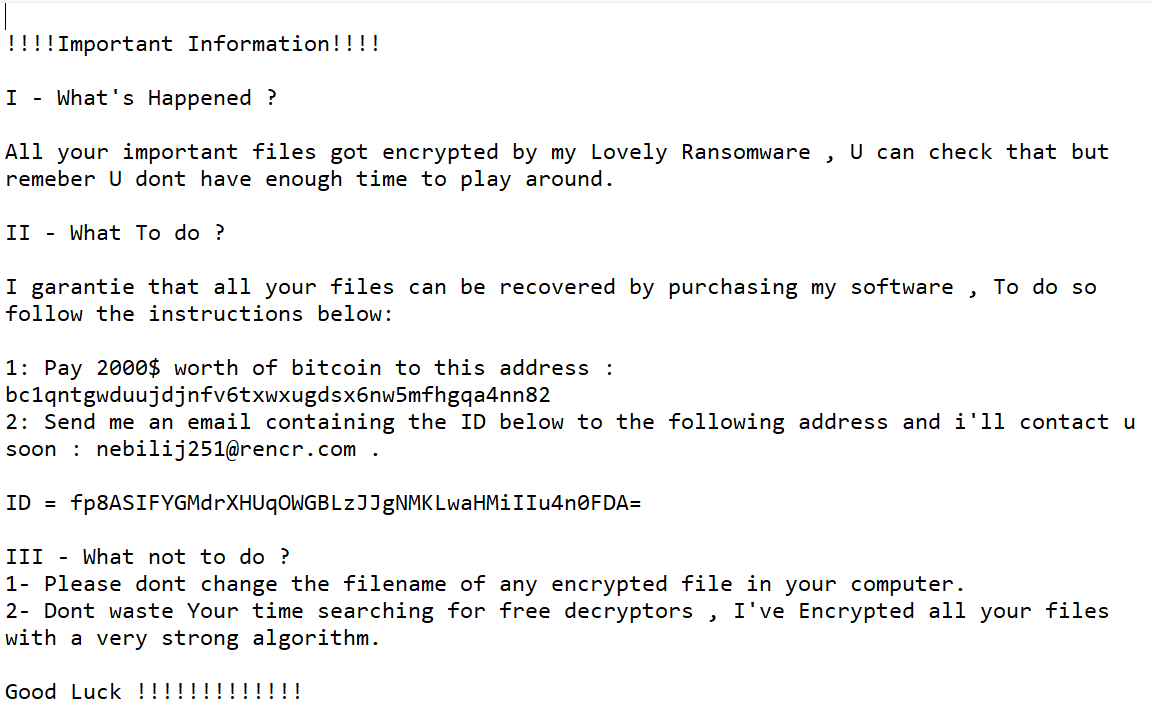 !!!!Important Information!!!!
I - What's Happened ?
All your important files got encrypted by my Lovely Ransomware , U can check that but
remeber U dont have enough time to play around.
II - What To do ?
I garantie that all your files can be recovered by purchasing my software , To do so
follow the instructions below:
1: Pay 2000$ worth of bitcoin to this address :
bc1qntgwduujdjnfv6txwxugdsx6nw5mfhgqa4nn82
2: Send me an email containing the ID below to the following address and i'll contact u
soon : nebilij251@rencr.com .
ID = fp8ASIFYGMdrXHUqOWGBLzJJgNMKLwaHMiIIu4n0FDA=
III - What not to do ?
1- Please dont change the filename of any encrypted file in your computer.
2- Dont waste Your time searching for free decryptors , I've Encrypted all your files
with a very strong algorithm.
Good Luck !!!!!!!!!!!!!